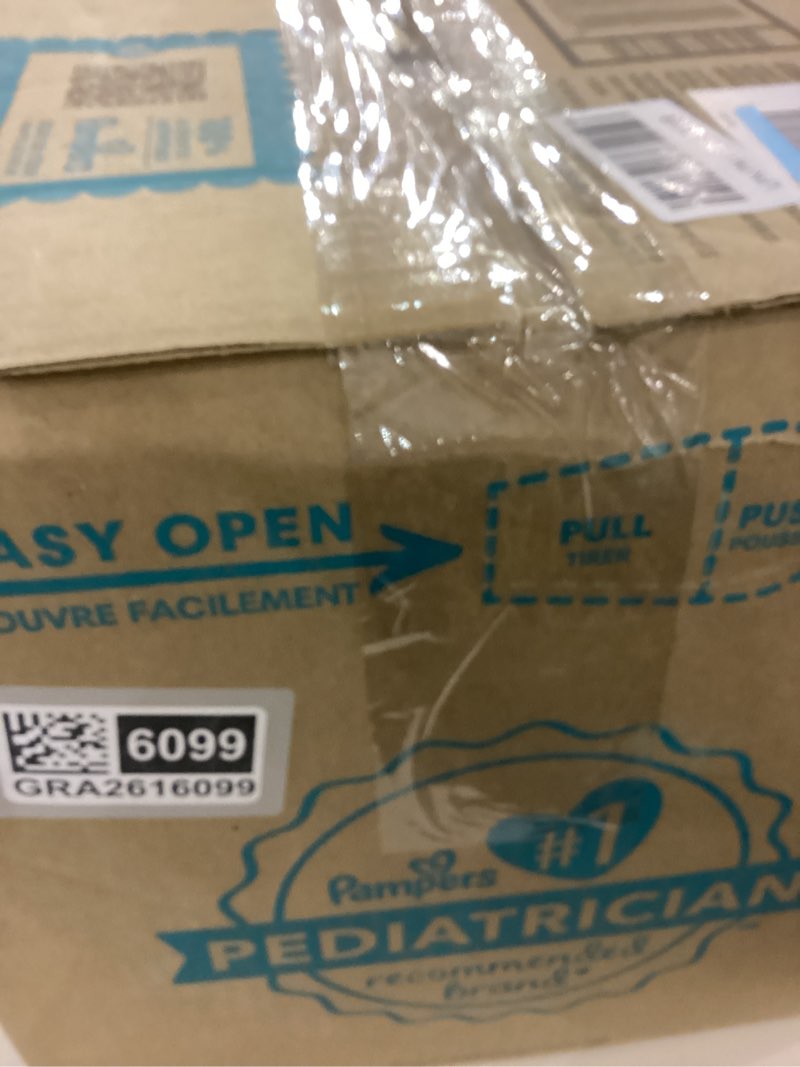 ASY OPEN
OUVRE FACILEMENT
PULL
TIRER
PUS
POUSS
6099
GRA2616099
#1
Pampers
PEDIATRICIAN
recommended
brand*